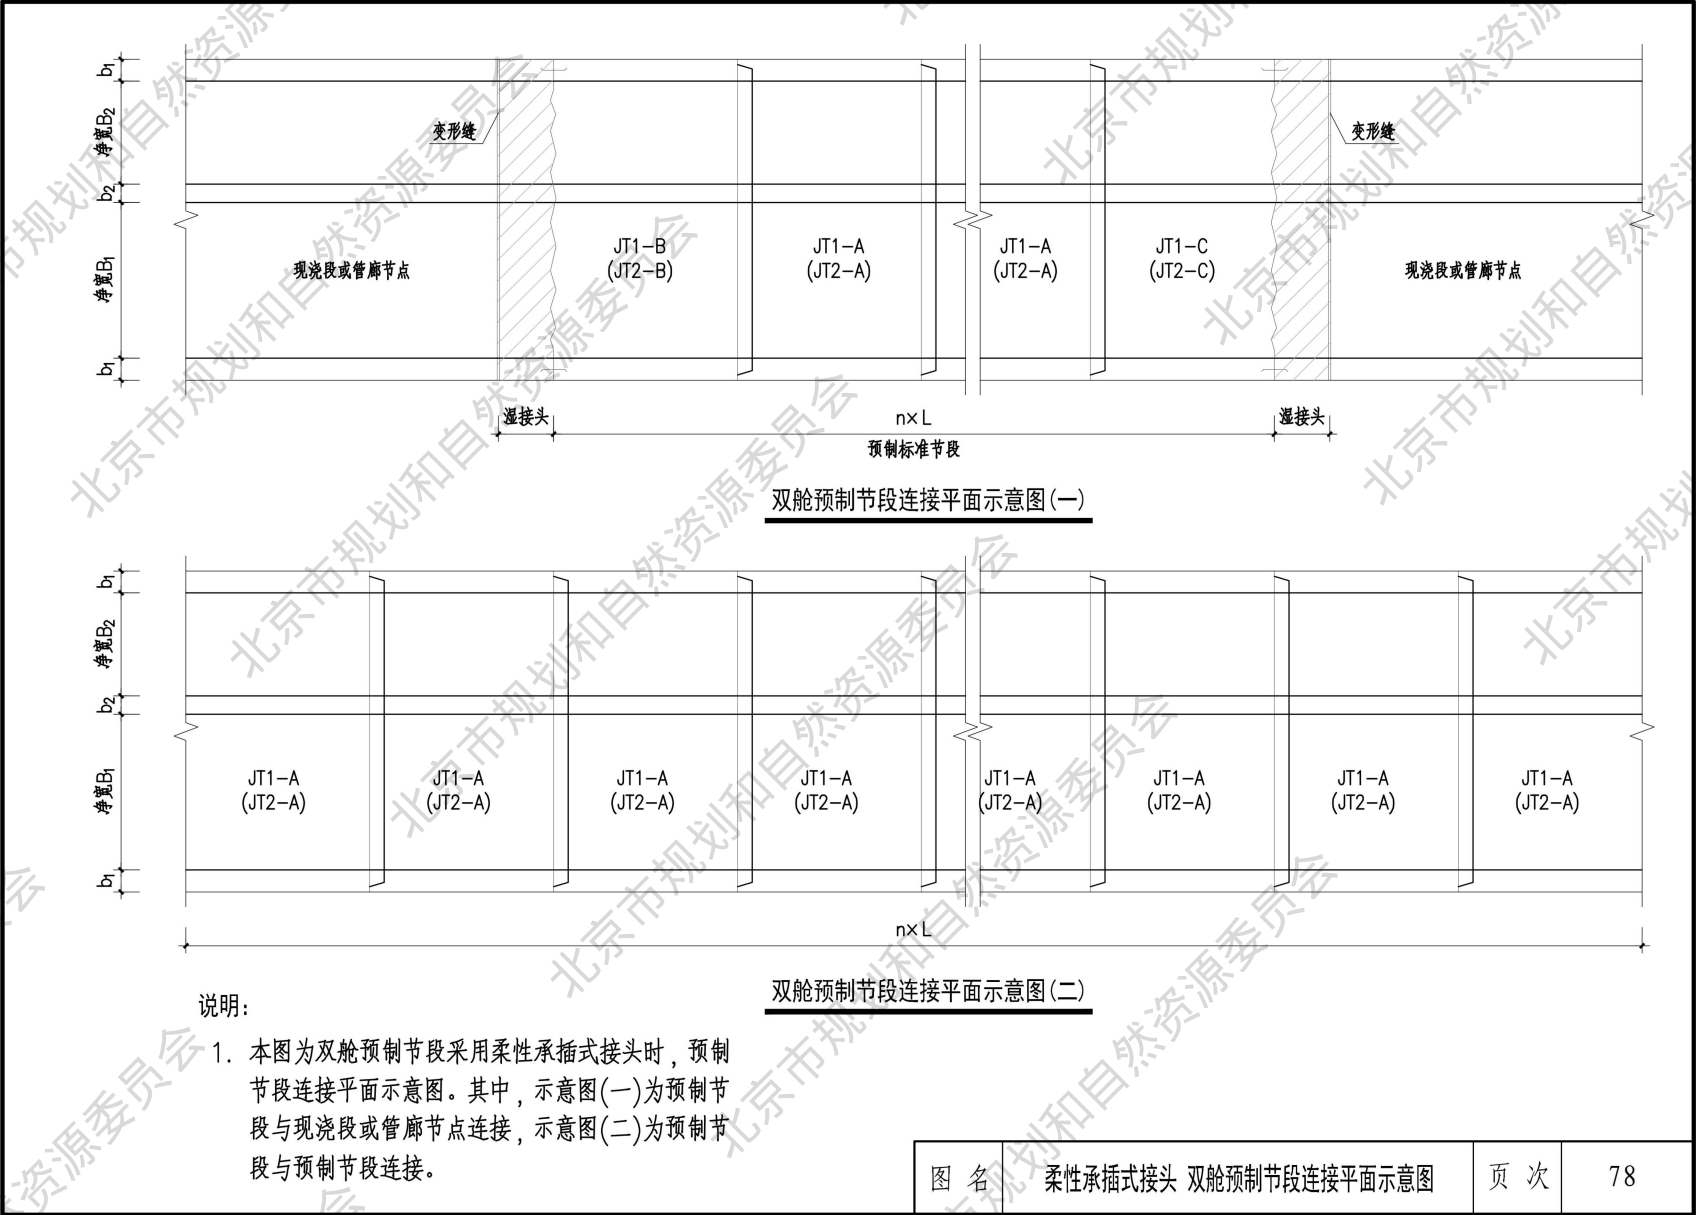 b1
净宽B2
b2
净宽B1
b1
变形缝
变形缝
现浇段或管廊节点
JT1-B
(JT2-B)
JT1-A
(JT2-A)
JT1-A
(JT2-A)
JT1-C
(JT2-C)
现浇段或管廊节点
湿接头
n×L
湿接头
预制标准节段
双舱预制节段连接平面示意图(一)
b1
净宽B2
b2
净宽B1
b1
JT1-A
(JT2-A)
JT1-A
(JT2-A)
JT1-A
(JT2-A)
JT1-A
(JT2-A)
JT1-A
(JT2-A)
JT1-A
(JT2-A)
JT1-A
(JT2-A)
JT1-A
(JT2-A)
n×L
双舱预制节段连接平面示意图(二)
说明:
1. 本图为双舱预制节段采用柔性承插式接头时,预制
节段连接平面示意图。其中,示意图(一)为预制节
段与现浇段或管廊节点连接,示意图(二)为预制节
段与预制节段连接。
图 名
柔性承插式接头 双舱预制节段连接平面示意图
页 次
78
北京市规划和自然资源委员会